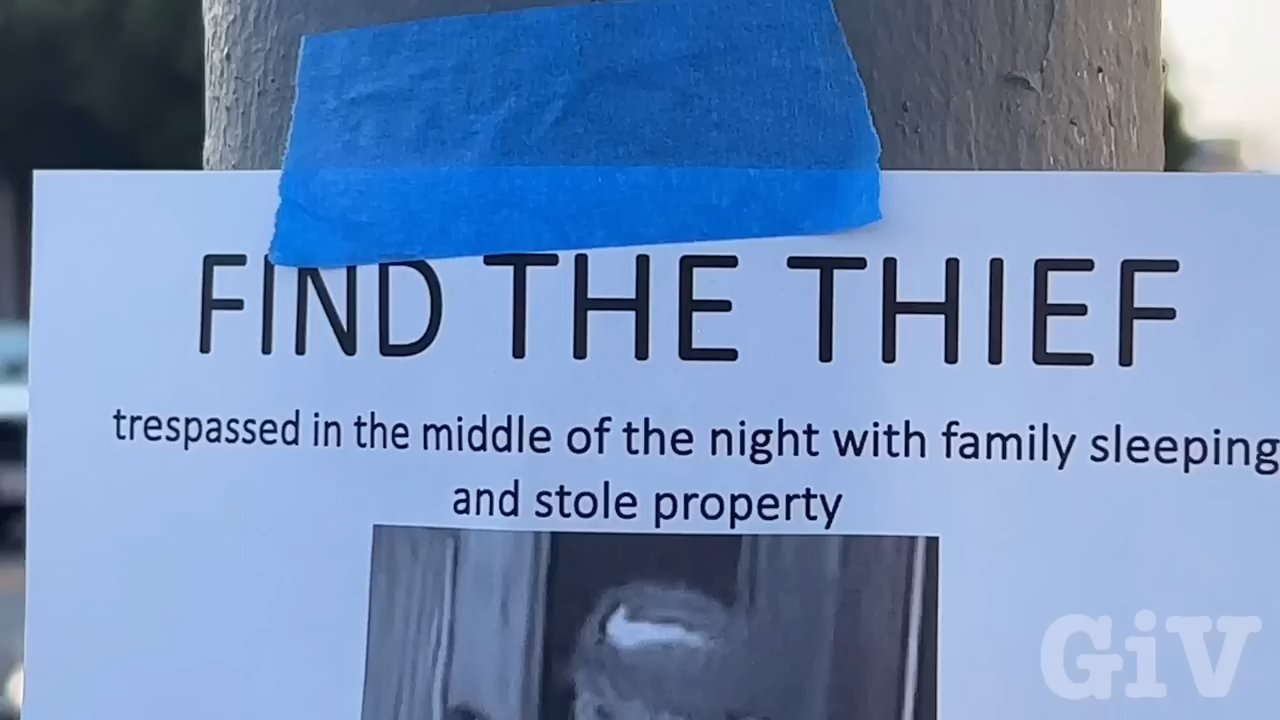 FIND THE THIEF
trespassed in the middle of the night with family sleeping
and stole property
GiV